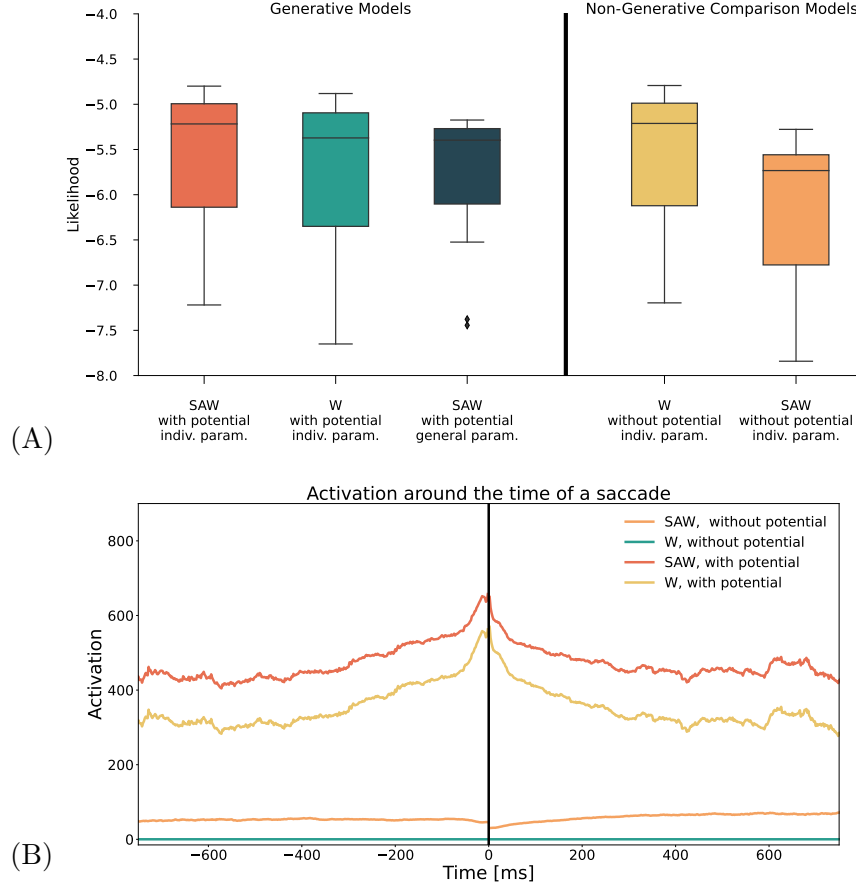 Generative Models
Non-Generative Comparison Models
−4.0
−4.5
−5.0
−5.5
−6.0
−6.5
−7.0
−7.5
−8.0
Likelihood
SAW
with potential
indiv. param.
W
with potential
indiv. param.
SAW
with potential
general param.
W
without potential
indiv. param.
SAW
without potential
indiv. param.
(A)
Activation around the time of a saccade
SAW, without potential
W, without potential
SAW, with potential
W, with potential
800
600
400
200
0
Activation
−600
−400
−200
0
200
400
600
Time [ms]
(B)